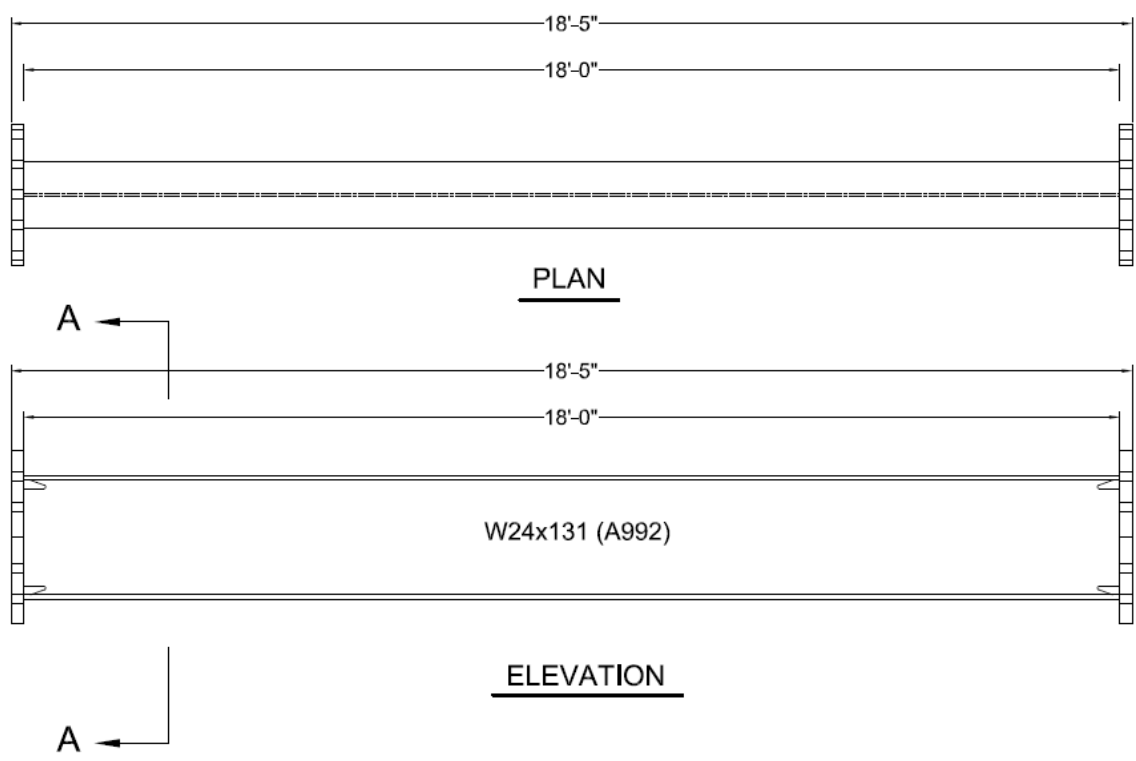 18'-5"
18'-0"
PLAN
A
18'-5"
18'-0"
W24x131 (A992)
ELEVATION
A